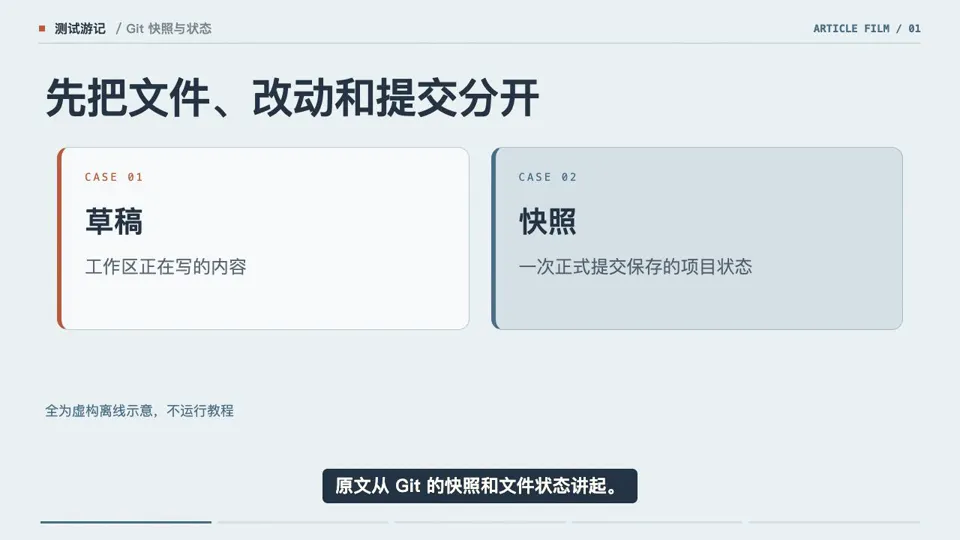 测试游记 / Git 快照与状态
ARTICLE FILM / 01
先把文件、改动和提交分开
CASE 01
草稿
工作区正在写的内容
CASE 02
快照
一次正式提交保存的项目状态
全为虚构离线示意，不运行教程
原文从 Git 的快照和文件状态讲起。